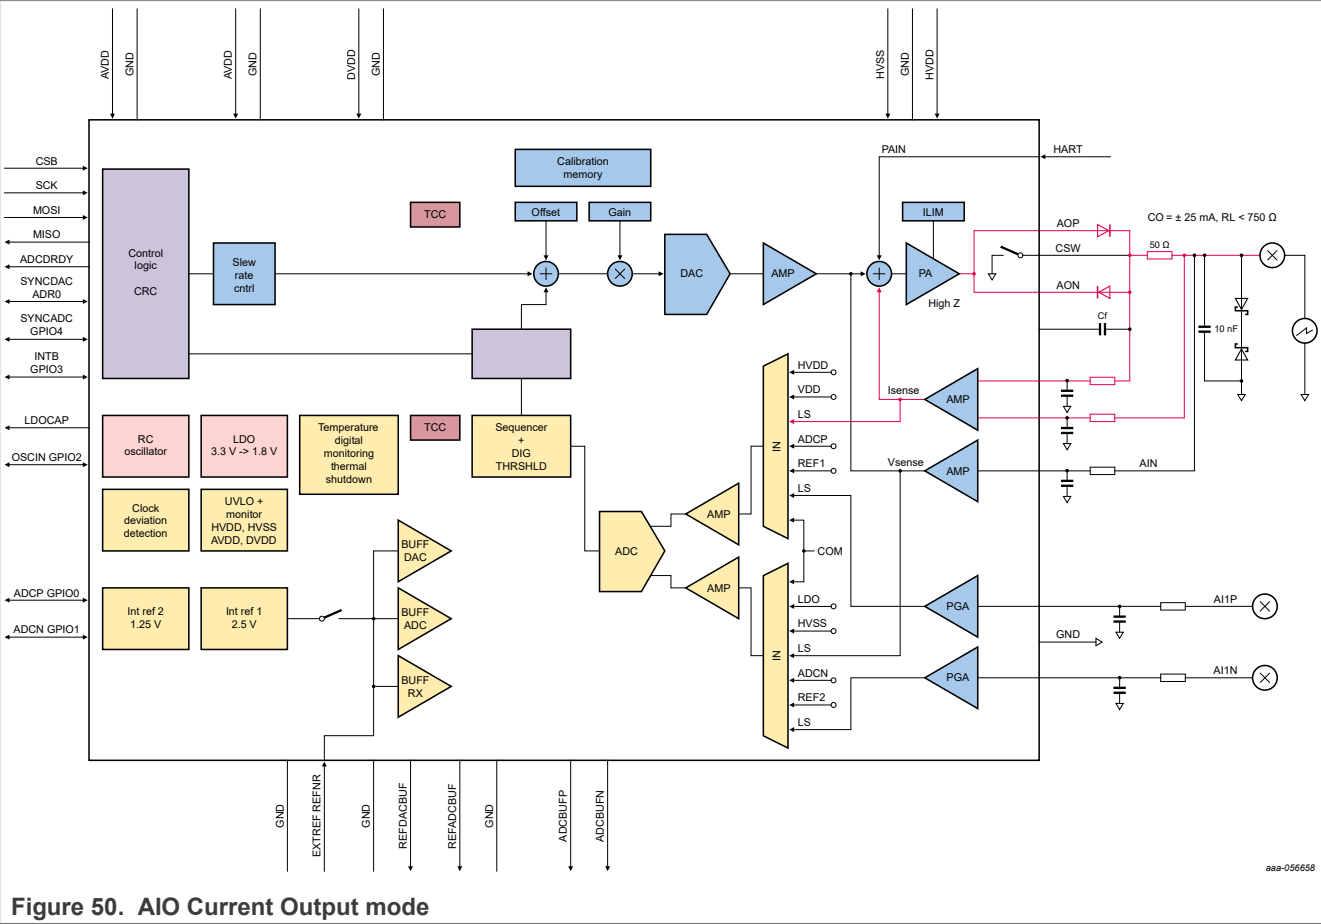 AVDD
GND
AVDD
GND
DVDD
GND
HVSS
GND
HVDD
CSB
SCK
MOSI
MISO
ADCDRDY
SYNCDAC
ADR0
SYNCADC
GPIO4
INTB
GPIO3
LDOCAP
OSCIN GPIO2
ADCP GPIO0
ADCN GPIO1
Control
logic
CRC
Slew
rate
cntrl
TCC
Calibration
memory
Offset
Gain
+
×
DAC
AMP
+
PAIN
ILIM
PA
High Z
HART
AOP
CSW
AON
Cf
CO = ± 25 mA, RL < 750 Ω
50 Ω
10 nF
RC
oscillator
LDO
3.3 V -> 1.8 V
Temperature
digital
monitoring
thermal
shutdown
TCC
Sequencer
+
DIG
THRSHLD
Clock
deviation
detection
UVLO +
monitor
HVDD, HVSS
AVDD, DVDD
Int ref 2
1.25 V
Int ref 1
2.5 V
BUFF
DAC
BUFF
ADC
BUFF
RX
ADC
AMP
AMP
IN
HVDD
VDD
LS
ADCP
REF1
LS
COM
IN
LDO
HVSS
LS
ADCN
REF2
LS
Isense
AMP
Vsense
AMP
AIN
PGA
AI1P
GND
PGA
AI1N
GND
EXTREF REFNR
GND
REFDACBUF
REFADCBUF
GND
ADCBUFP
ADCBUFN
aaa-056658
Figure 50. AIO Current Output mode